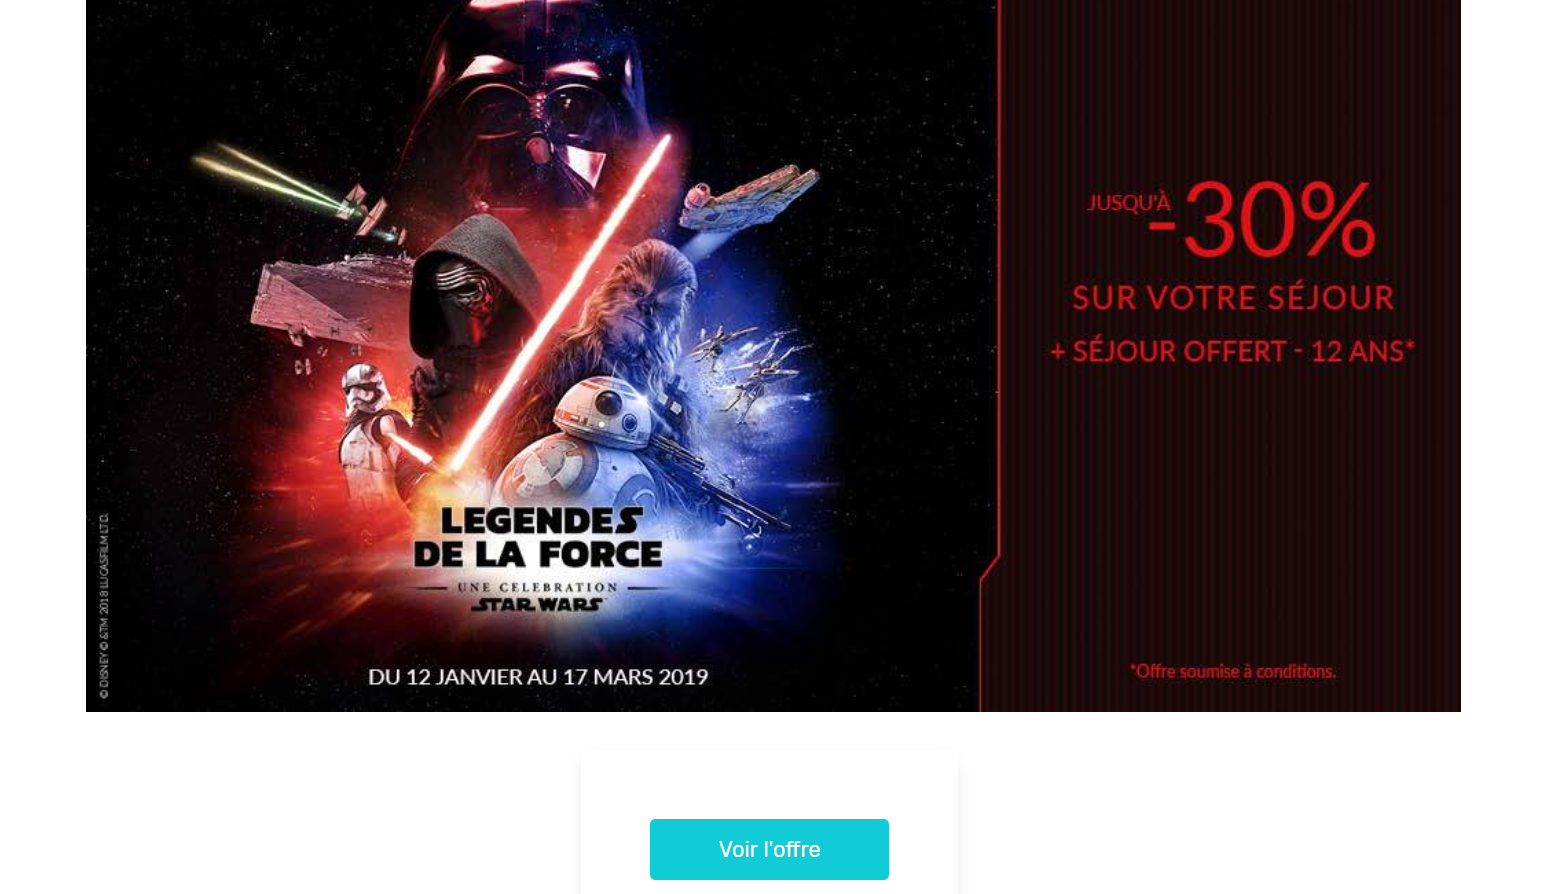 JUSQU'À
-30%
SUR VOTRE SÉJOUR
+ SÉJOUR OFFERT - 12 ANS*
LEGENDES
DE LA FORCE
UNE CELEBRATION
STAR WARS
DU 12 JANVIER AU 17 MARS 2019
© DISNEY © &TM 2018 LUCASFILM LTD.
*Offre soumise à conditions.
Voir l'offre